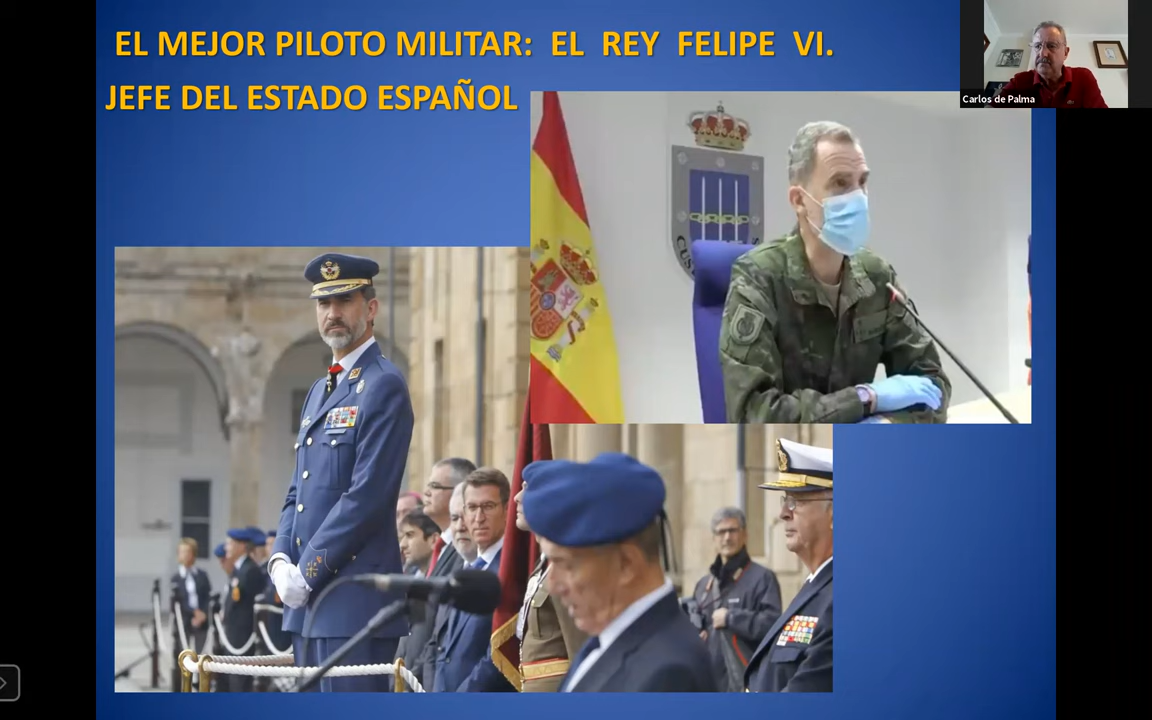 EL MEJOR PILOTO MILITAR: EL REY FELIPE VI.
JEFE DEL ESTADO ESPAÑOL
Carlos de Palma